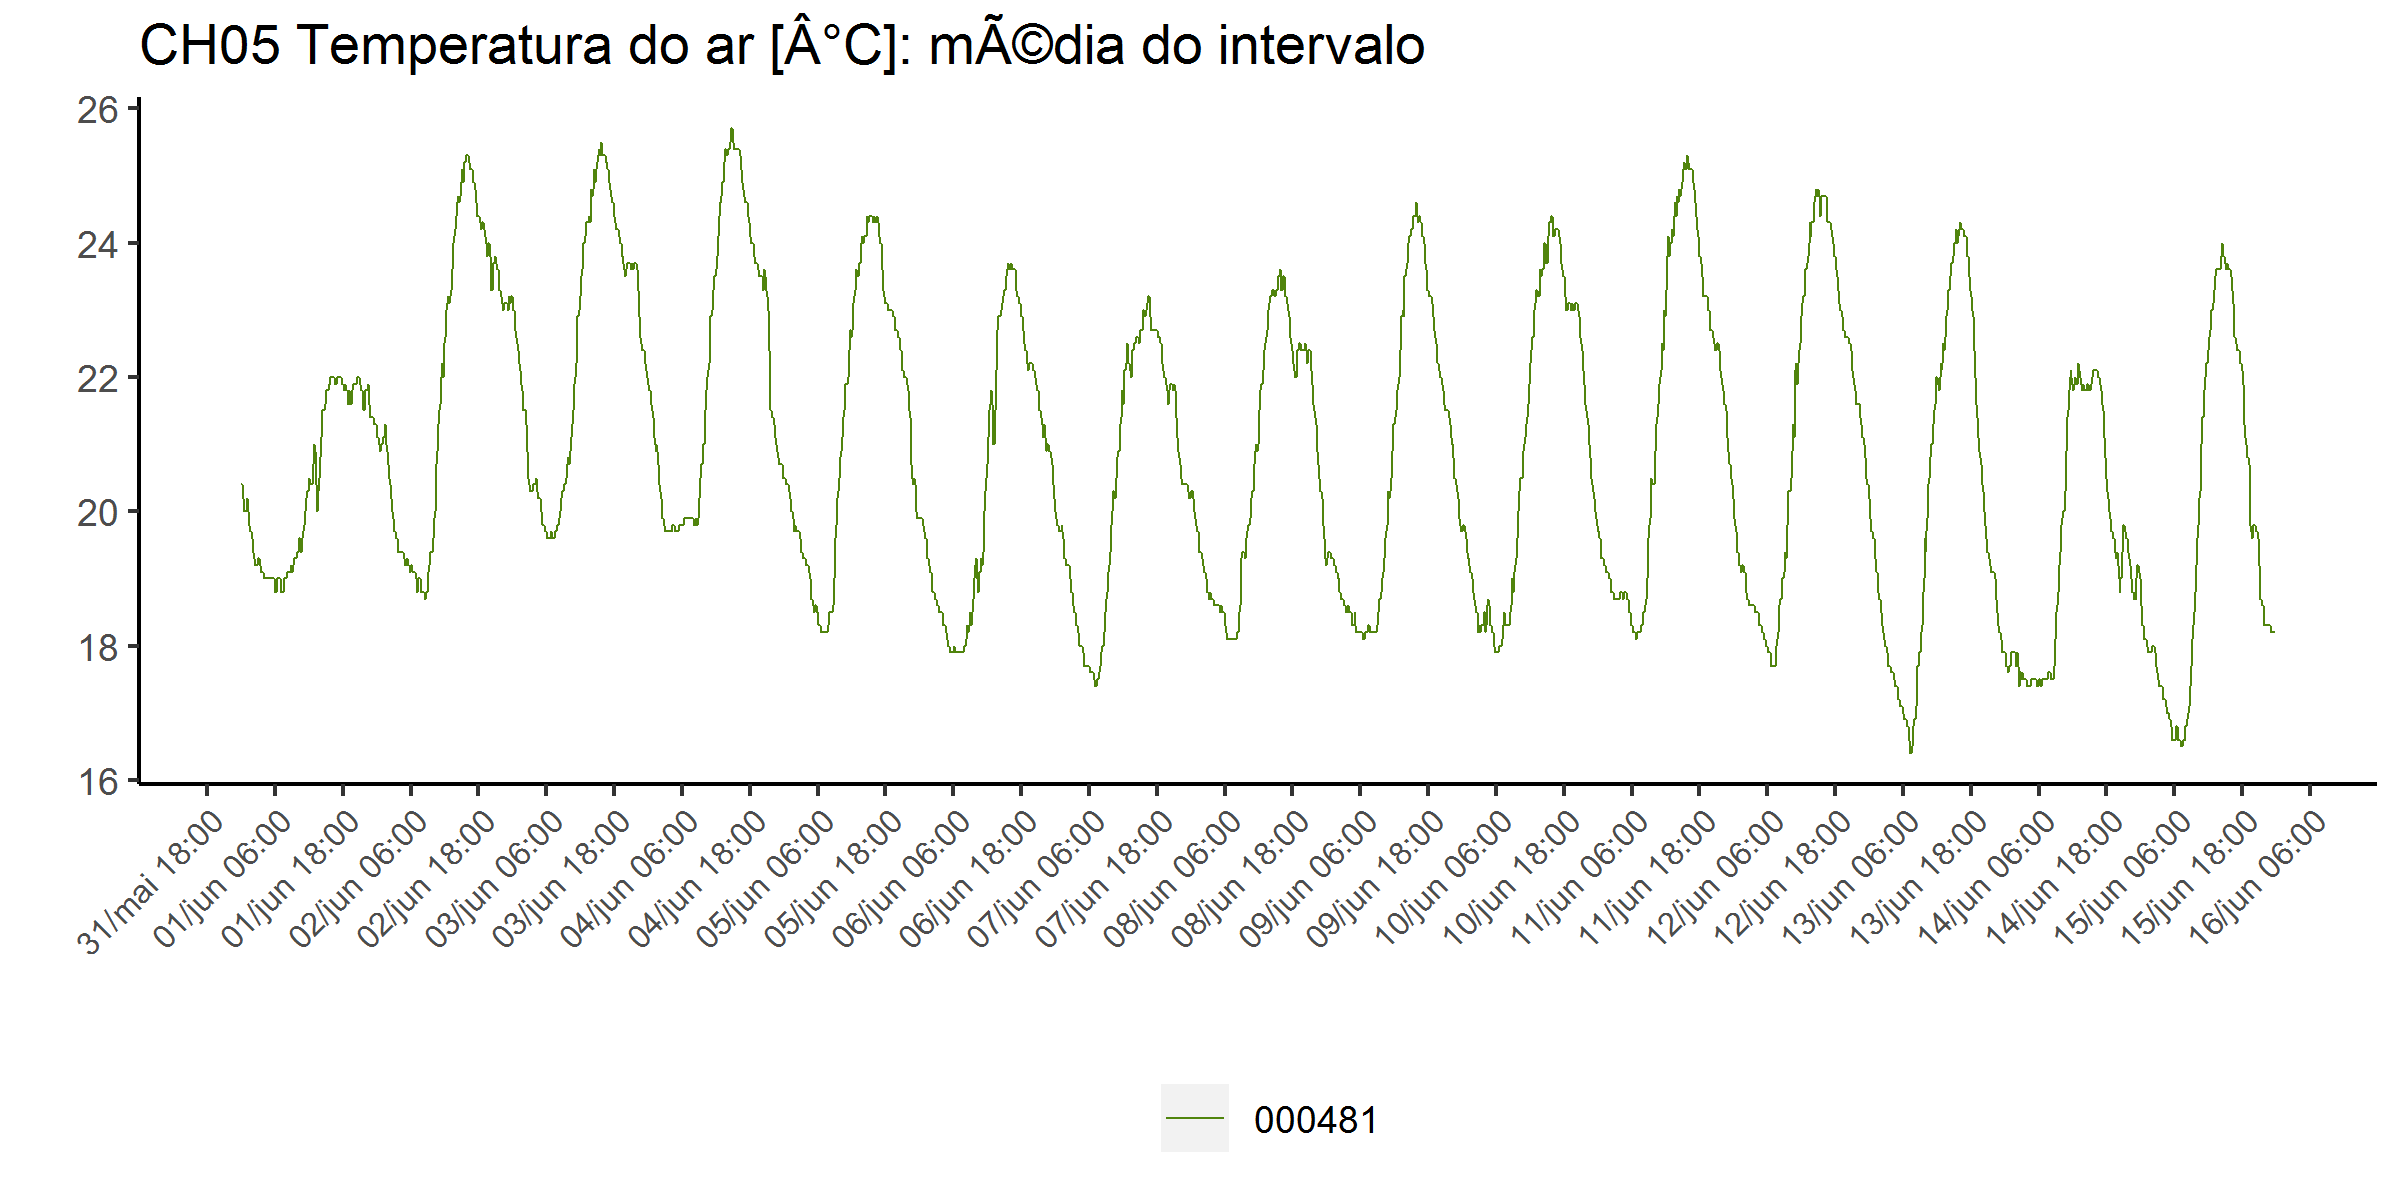 CH05 Temperatura do ar [Â°C]: mÃ©dia do intervalo
26
24
22
20
18
16
31/mai 18:00
01/jun 06:00
01/jun 18:00
02/jun 06:00
02/jun 18:00
03/jun 06:00
03/jun 18:00
04/jun 06:00
04/jun 18:00
05/jun 06:00
05/jun 18:00
06/jun 06:00
06/jun 18:00
07/jun 06:00
07/jun 18:00
08/jun 06:00
08/jun 18:00
09/jun 06:00
09/jun 18:00
10/jun 06:00
10/jun 18:00
11/jun 06:00
11/jun 18:00
12/jun 06:00
12/jun 18:00
13/jun 06:00
13/jun 18:00
14/jun 06:00
14/jun 18:00
15/jun 06:00
15/jun 18:00
16/jun 06:00
000481